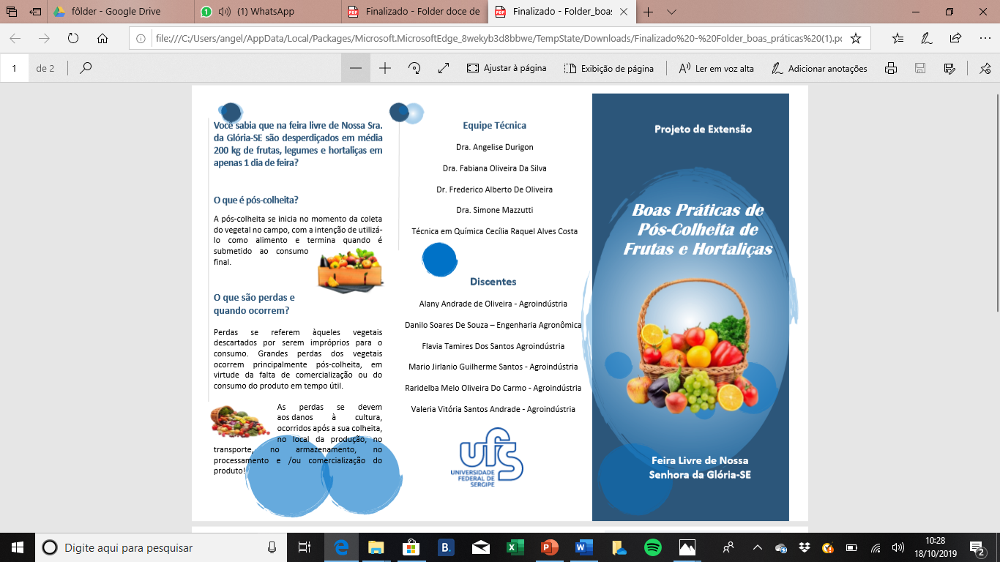 fôlder - Google Drive
(1) WhatsApp
Finalizado - Folder doce de
Finalizado - Folder_boas
file:///C:/Users/angel/AppData/Local/Packages/Microsoft.MicrosoftEdge_8wekyb3d8bbwe/TempState/Downloads/Finalizado%20-%20Folder_boas_práticas%20(1).pd
1 de 2
Ajustar à página
Exibição de página
Ler em voz alta
Adicionar anotações
Você sabia que na feira livre de Nossa Sra.
da Glória-SE são desperdiçados em média
200 kg de frutas, legumes e hortaliças em
apenas 1 dia de feira?
O que é pós-colheita?
A pós-colheita se inicia no momento da coleta
do vegetal no campo, com a intenção de utilizá-
lo como alimento e termina quando é
submetido ao consumo
final.
O que são perdas e
quando ocorrem?
Perdas se referem àqueles vegetais
descartados por serem impróprios para o
consumo. Grandes perdas dos vegetais
ocorrem principalmente pós-colheita, em
virtude da falta de comercialização ou do
consumo do produto em tempo útil.
As perdas se devem
aos danos à cultura,
ocorridos após a sua colheita,
no local da produção, no
transporte, no armazenamento, no
processamento e /ou comercialização do
produto!
Equipe Técnica
Dra. Angelise Durigon
Dra. Fabiana Oliveira Da Silva
Dr. Frederico Alberto De Oliveira
Dra. Simone Mazzutti
Técnica em Química Cecília Raquel Alves Costa
Discentes
Alany Andrade de Oliveira - Agroindústria
Danilo Soares De Souza – Engenharia Agronômica
Flavia Tamires Dos Santos Agroindústria
Mario Jirlanio Guilherme Santos - Agroindústria
Raridelba Melo Oliveira Do Carmo - Agroindústria
Valeria Vitória Santos Andrade - Agroindústria
ufs
UNIVERSIDADE
FEDERAL DE
SERGIPE
Projeto de Extensão
Boas Práticas de
Pós-Colheita de
Frutas e Hortaliças
Feira Livre de Nossa
Senhora da Glória-SE
Digite aqui para pesquisar
10:28
18/10/2019
2